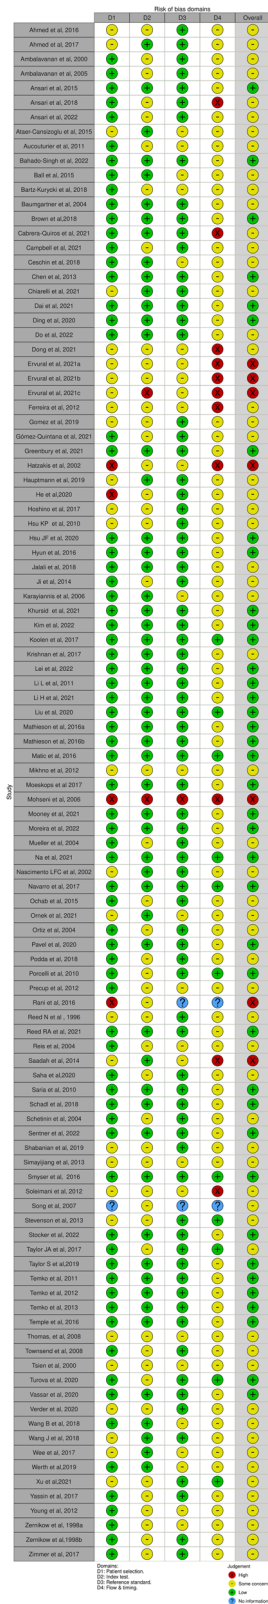 Risk of bias domains
D1 D2 D3 D4 Overall
Study
Ahmed et al, 2016
Ahmed et al, 2017
Ambalavanan et al, 2000
Ambalavanan et al, 2005
Ansari et al, 2015
Ansari et al, 2018
Ansari et al, 2022
Ataer-Cansizoglu et al, 2015
Aucouturier et al, 2011
Bahado-Singh et al, 2022
Ball et al, 2015
Bartz-Kurycki et al, 2018
Baumgartner et al, 2004
Brown et al,2018
Cabrera-Quiros et al, 2021
Campbell et al, 2021
Ceschin et al, 2018
Chen et al, 2013
Chiarelli et al, 2021
Dai et al, 2021
Ding et al, 2020
Do et al, 2022
Dong et al, 2021
Ervural et al, 2021a
Ervural et al, 2021b
Ervural et al, 2021c
Ferreira et al, 2012
Gomez et al, 2019
Gómez-Quintana et al, 2021
Greenbury et al, 2021
Hatzakis et al, 2002
Hauptmann et al, 2019
He et al,2020
Hoshino et al, 2017
Hsu KP et al, 2010
Hsu JF et al, 2020
Hyun et al, 2016
Jalali et al, 2018
Ji et al, 2014
Karayiannis et al, 2006
Khursid et al, 2021
Kim et al, 2022
Koolen et al, 2017
Krishnan et al, 2017
Lei et al, 2022
Li L et al, 2011
Li H et al, 2021
Liu et al, 2020
Mathieson et al, 2016a
Mathieson et al, 2016b
Matic et al, 2016
Mikhno et al, 2012
Moeskops et al, 2017
Mohseni et al, 2006
Mooney et al, 2021
Moreira et al, 2022
Mueller et al, 2004
Na et al, 2021
Nascimento LFC et al, 2002
Navarro et al, 2017
Ochab et al, 2015
Ornek et al, 2021
Ortiz et al, 2004
Pavel et al, 2020
Podda et al, 2018
Porcelli et al, 2010
Precup et al, 2012
Rani et al, 2016
Reed N et al , 1996
Reed RA et al, 2021
Reis et al, 2004
Saadah et al, 2014
Saha et al,2020
Saria et al, 2010
Schadl et al, 2018
Schetinin et al, 2004
Sentner et al, 2022
Shabanian et al, 2019
Simayijiang et al, 2013
Smyser et al, 2016
Soleimani et al, 2012
Song et al, 2007
Stevenson et al, 2013
Stocker et al, 2022
Taylor JA et al, 2017
Taylor S et al,2019
Temko et al, 2011
Temko et al, 2012
Temko et al, 2013
Temple et al, 2016
Thomas, et al, 2008
Townsend et al, 2008
Tsien et al, 2000
Turova et al, 2020
Vassar et al, 2020
Verder et al, 2020
Wang B et al, 2018
Wang J et al, 2018
Wee et al, 2017
Werth et al,2019
Xu et al,2021
Yassin et al, 2017
Young et al, 2012
Zernikow et al, 1998a
Zernikow et al,1998b
Zimmer et al, 2017
Domains:
D1: Patient selection.
D2: Index test.
D3: Reference standard.
D4: Flow & timing.
Judgement
High
Some concerns
Low
No information